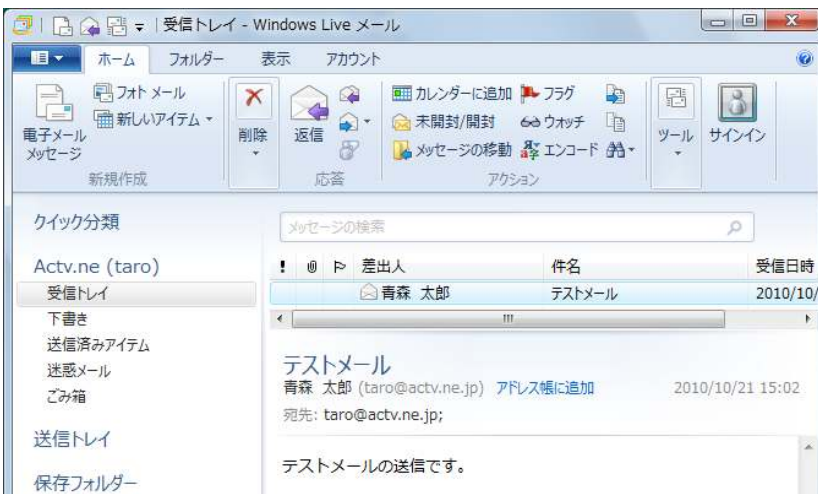 受信トレイ - Windows Live メール
ホーム フォルダー 表示 アカウント
電子メール
メッセージ
フォト メール
新しいアイテム
新規作成
削除
返信
応答
カレンダーに追加 フラグ
未開封/開封 ウオッチ
メッセージの移動 エンコード
アクション
ツール
サインイン
クイック分類
メッセージの検索
Actv.ne (taro)
! 差出人 件名 受信日時
受信トレイ
青森 太郎 テストメール 2010/10/
下書き
送信済みアイテム
迷惑メール
ごみ箱
送信トレイ
保存フォルダー
テストメール
青森 太郎 (taro@actv.ne.jp) アドレス帳に追加 2010/10/21 15:02
宛先: taro@actv.ne.jp;
テストメールの送信です。